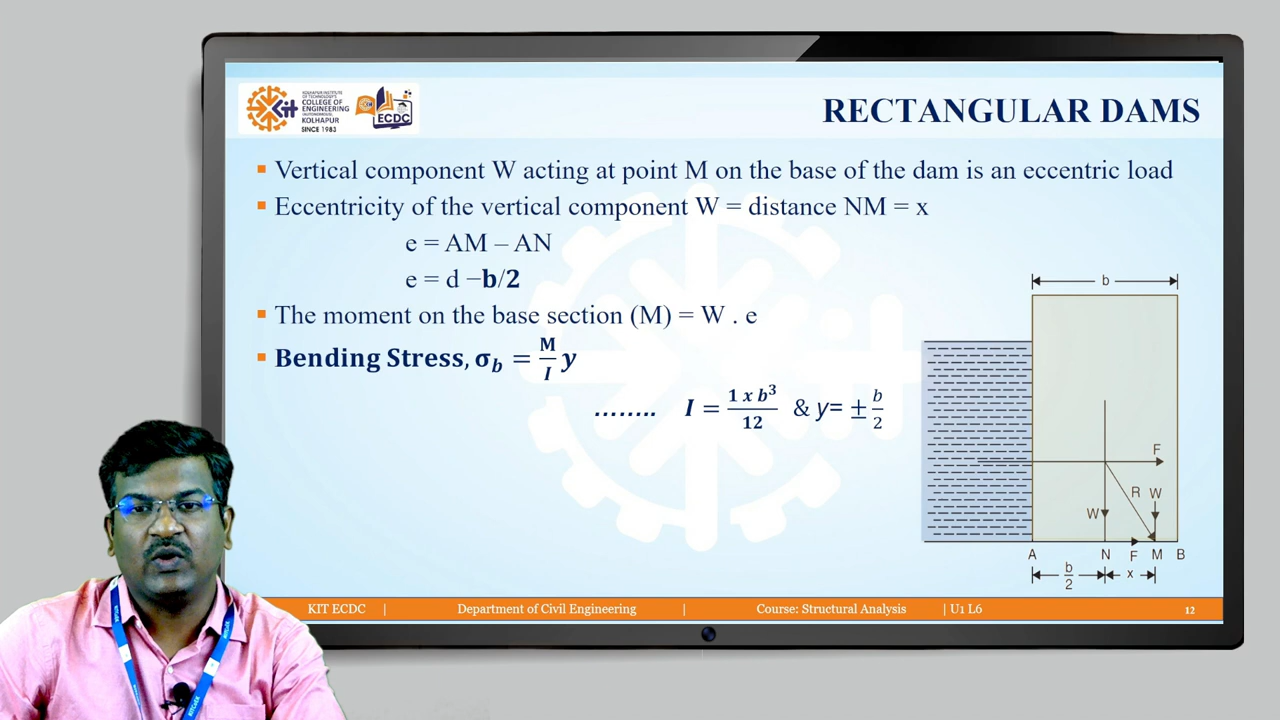 KOLHAPUR INSTITUTE
OF TECHNOLOGY'S
COLLEGE OF
ENGINEERING
(AUTONOMOUS)
KOLHAPUR
SINCE 1983
ECDC
RECTANGULAR DAMS
Vertical component W acting at point M on the base of the dam is an eccentric load
Eccentricity of the vertical component W = distance NM = x
e = AM – AN
e = d −b/2
The moment on the base section (M) = W . e
Bending Stress, σ_b = M/I y
........ I = 1 x b³/12 & y= ± b/2
b
F
R W
W
A N F M B
b/2 x
KIT ECDC | Department of Civil Engineering | Course: Structural Analysis | U1 L6 12